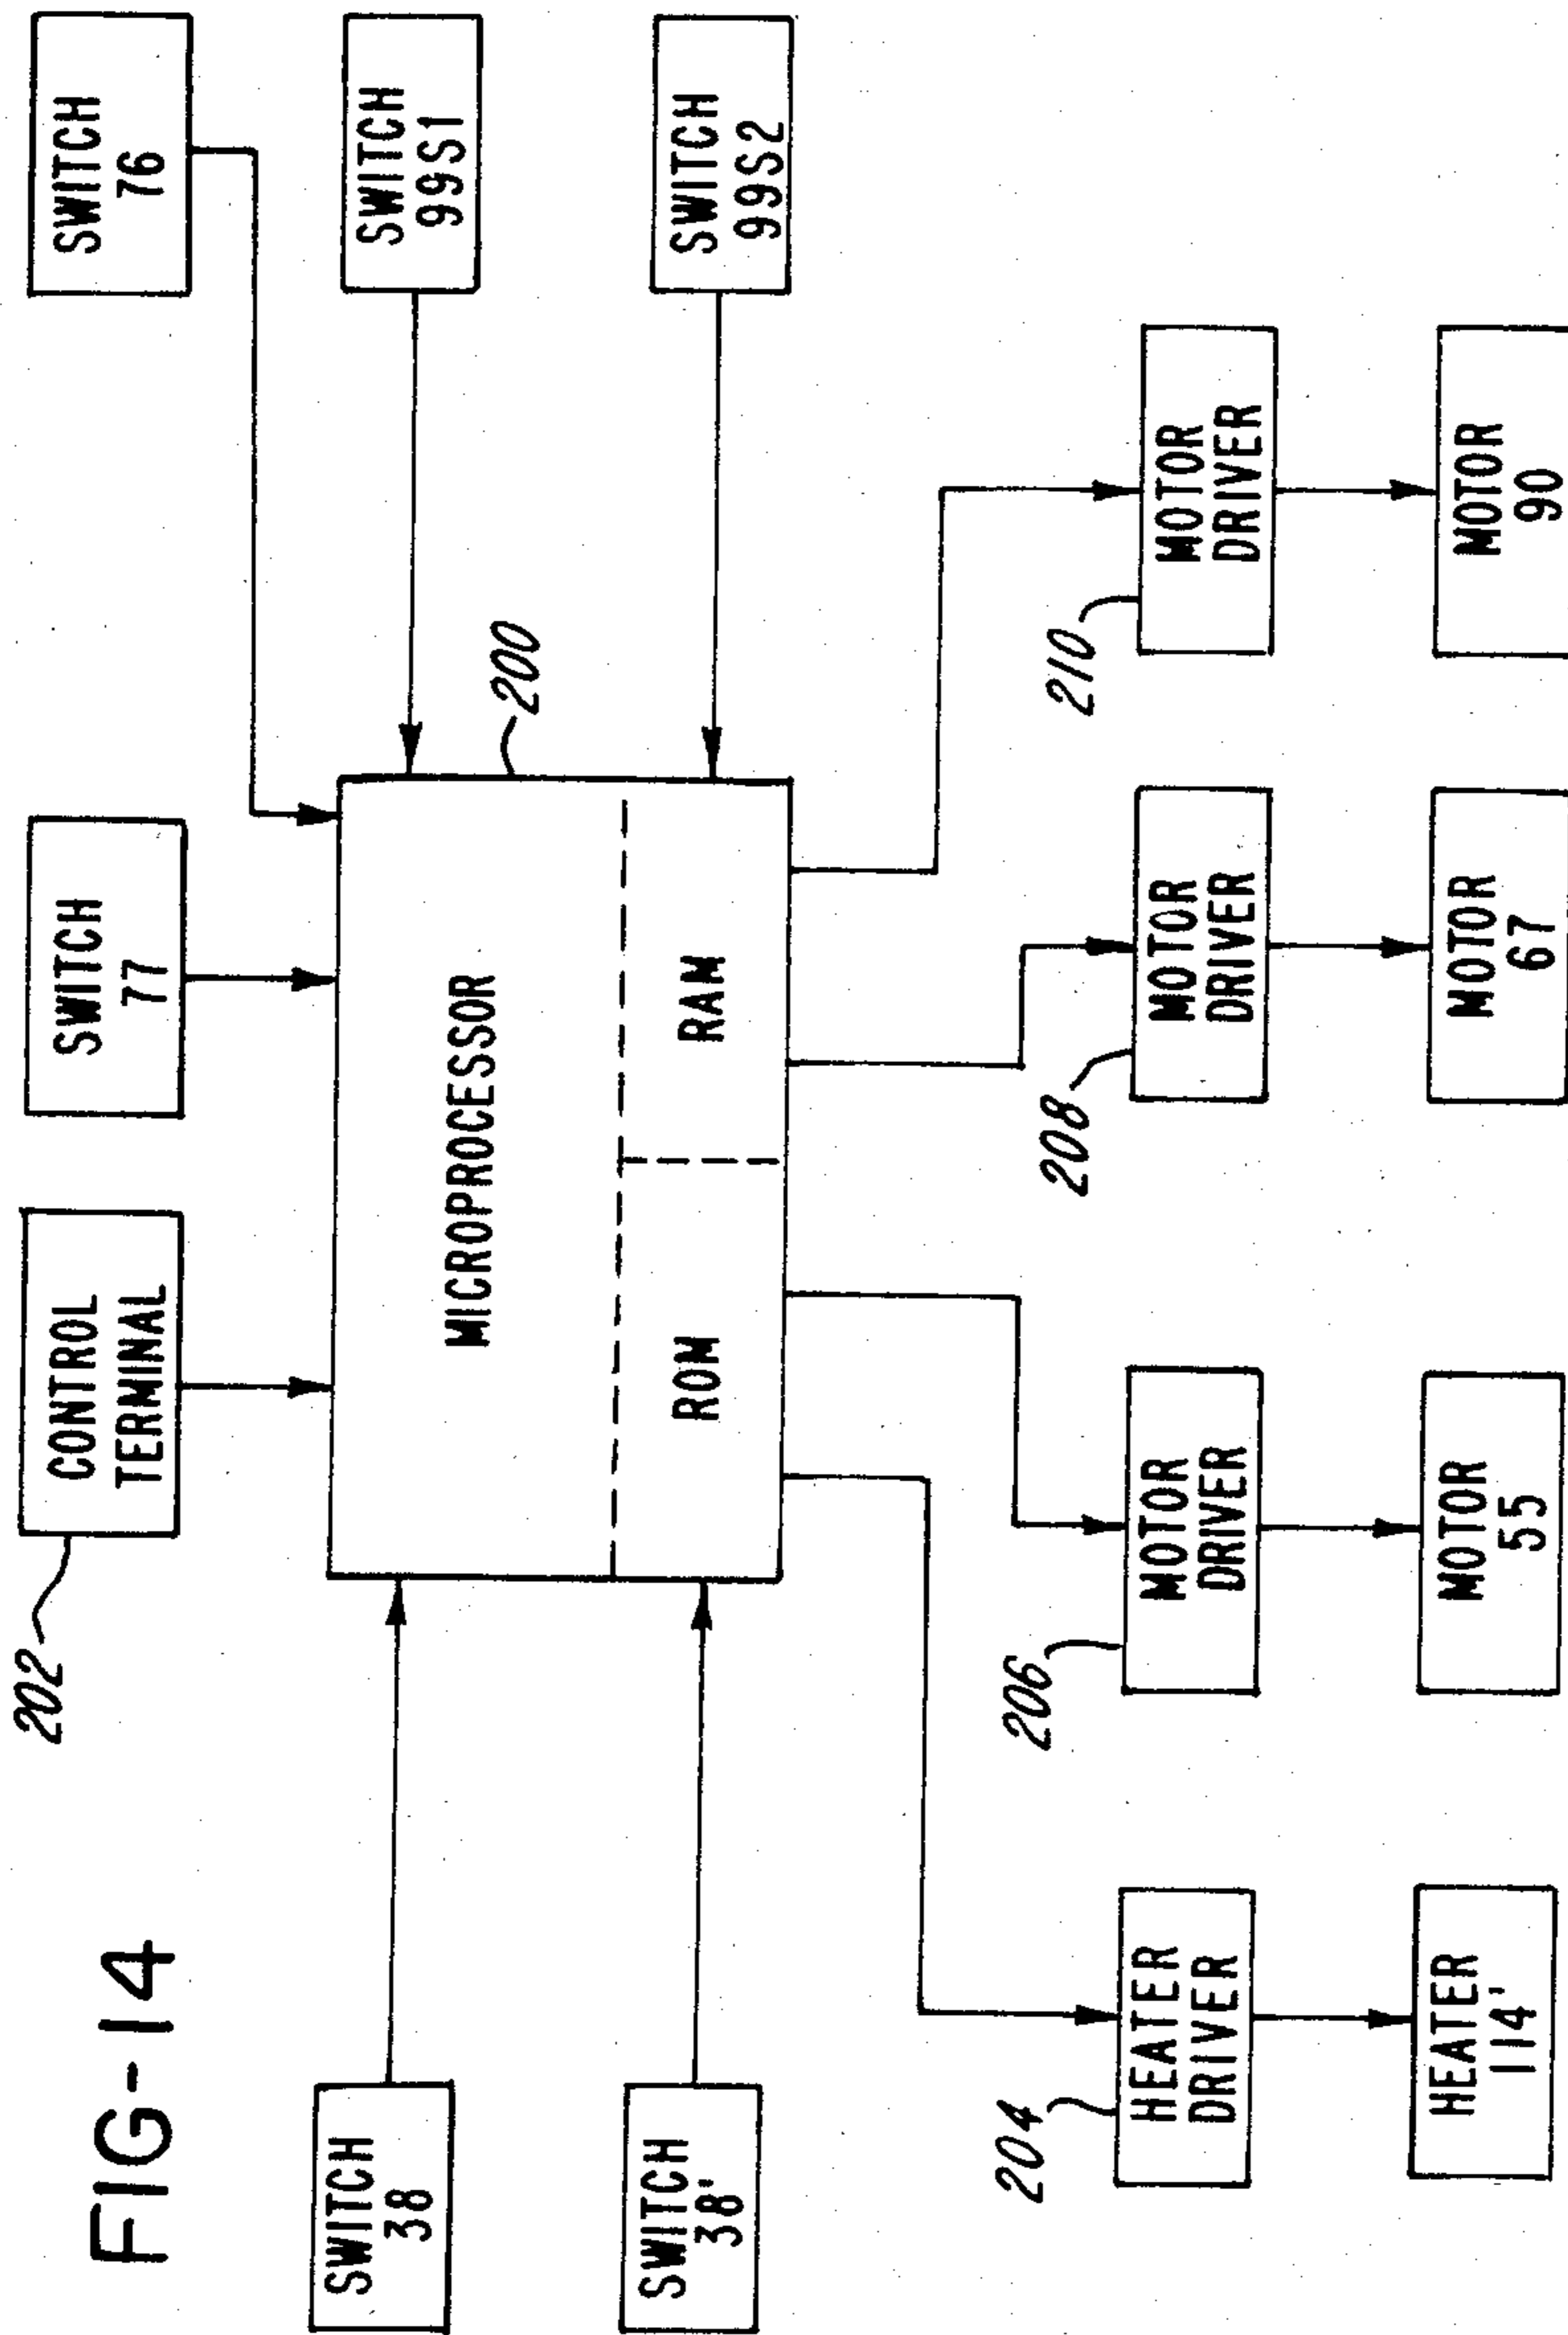 FIG-14
202
CONTROL
TERMINAL
SWITCH
77
SWITCH
76
SWITCH
38
SWITCH
38'
MICROPROCESSOR
ROM
RAM
200
SWITCH
99S1
SWITCH
99S2
204
HEATER
DRIVER
206
MOTOR
DRIVER
208
MOTOR
DRIVER
210
MOTOR
DRIVER
HEATER
114'
MOTOR
55
MOTOR
67
MOTOR
90